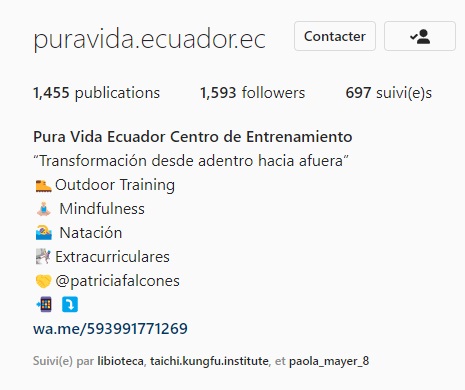 puravida.ecuador.ec Contacter
1,455 publications 1,593 followers 697 suivi(e)s
Pura Vida Ecuador Centro de Entrenamiento
“Transformación desde adentro hacia afuera”
Outdoor Training
Mindfulness
Natación
Extracurriculares
@patriciafalcones
wa.me/593991771269
Suivi(e) par libioteca, taichi.kungfu.institute, et paola_mayer_8